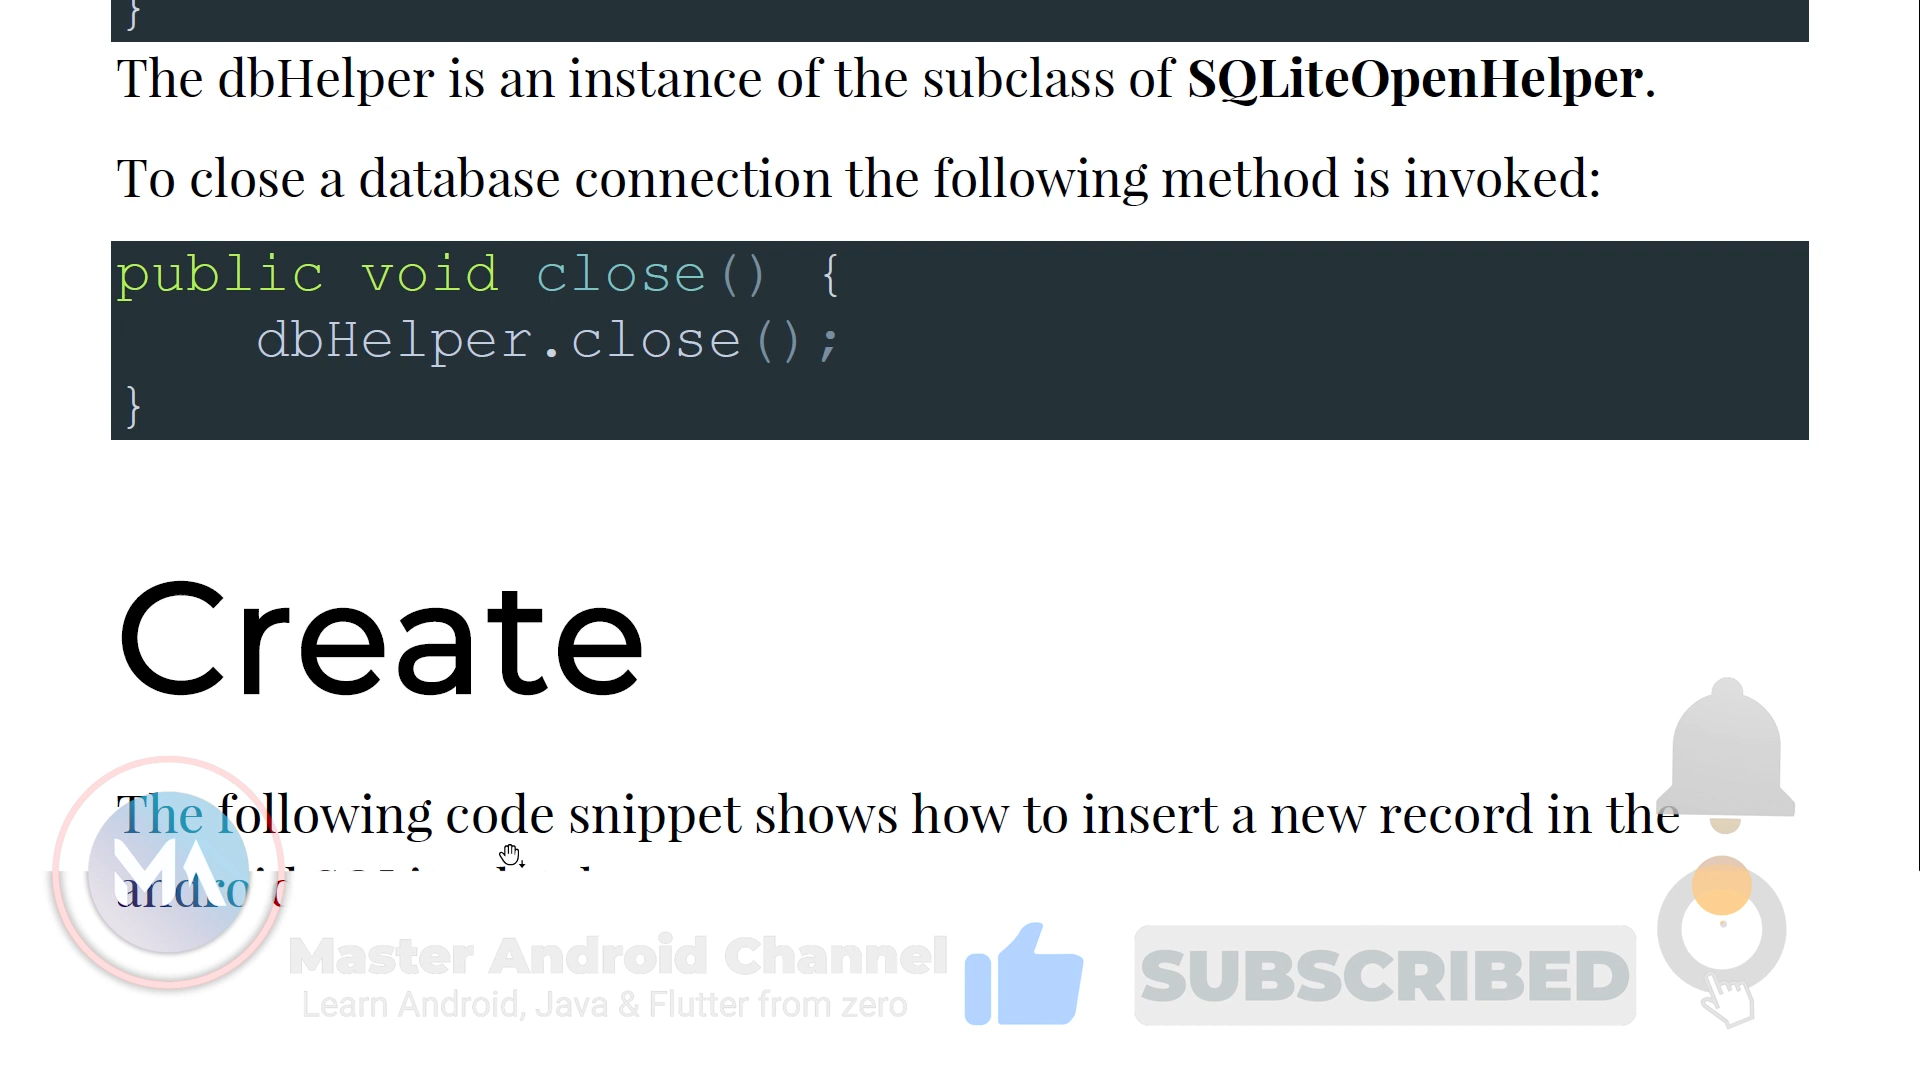 }
The dbHelper is an instance of the subclass of SQLiteOpenHelper.
To close a database connection the following method is invoked:
public void close() {
dbHelper.close();
}
Create
The following code snippet shows how to insert a new record in the
android
MA
Master Android Channel
Learn Android, Java & Flutter from zero
SUBSCRIBED